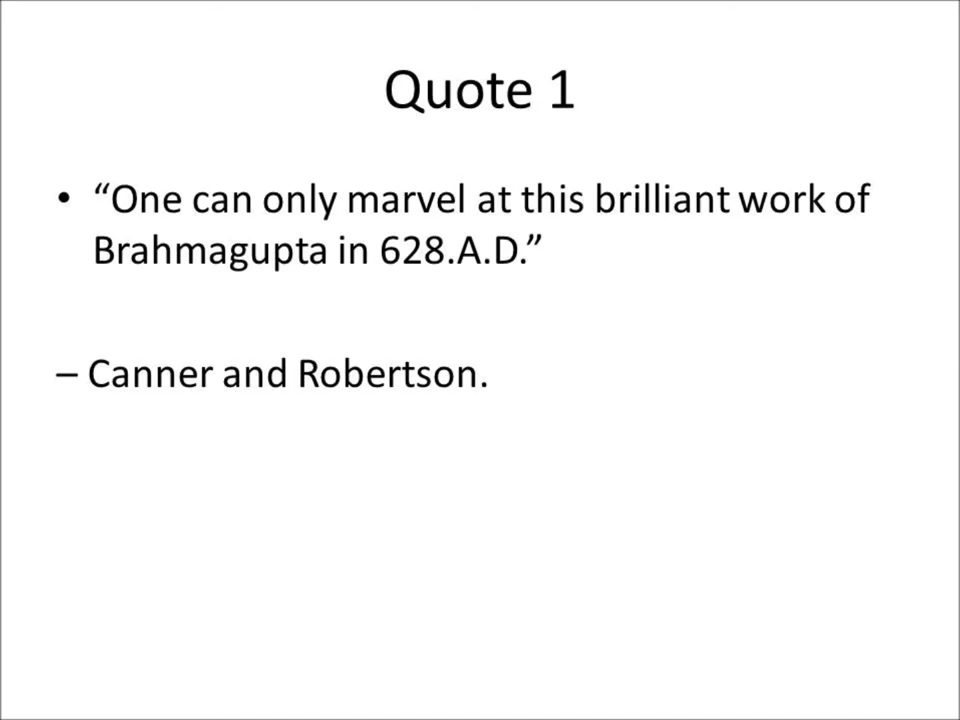 Quote 1
• “One can only marvel at this brilliant work of
Brahmagupta in 628.A.D.”
– Canner and Robertson.